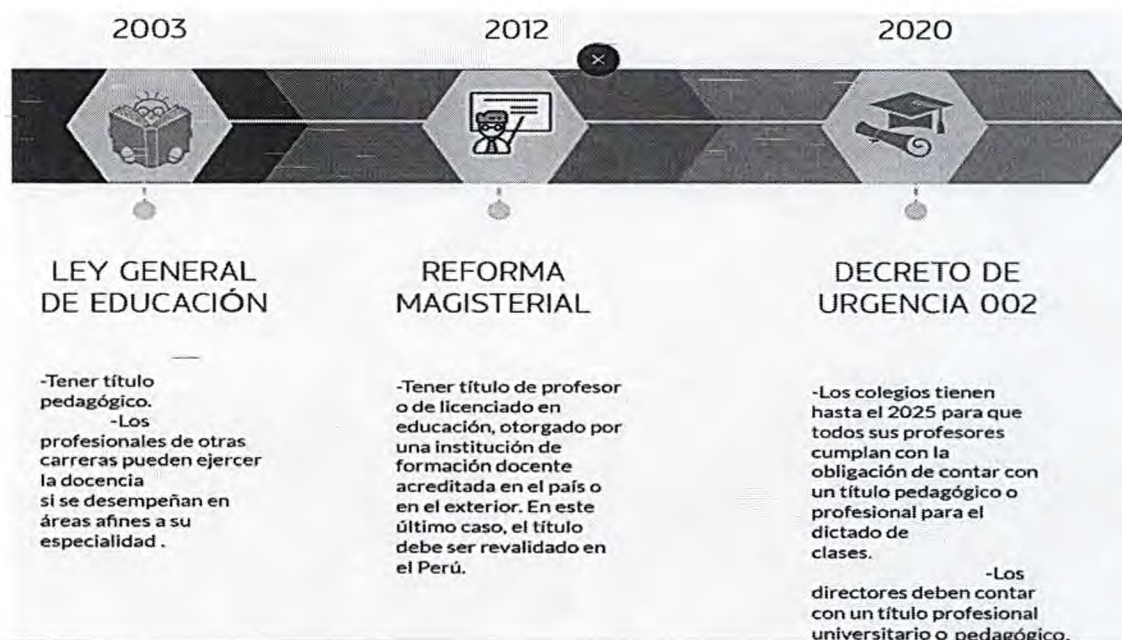 2003
2012
2020
LEY GENERAL
DE EDUCACIÓN
-Tener título
pedagógico.
-Los
profesionales de otras
carreras pueden ejercer
la docencia
si se desempeñan en
áreas afines a su
especialidad .
REFORMA
MAGISTERIAL
-Tener título de profesor
o de licenciado en
educación, otorgado por
una institución de
formación docente
acreditada en el país o
en el exterior. En este
último caso, el título
debe ser revalidado en
el Perú.
DECRETO DE
URGENCIA 002
-Los colegios tienen
hasta el 2025 para que
todos sus profesores
cumplan con la
obligación de contar con
un título pedagógico o
profesional para el
dictado de
clases.
-Los
directores deben contar
con un título profesional
universitario o pedagógico.